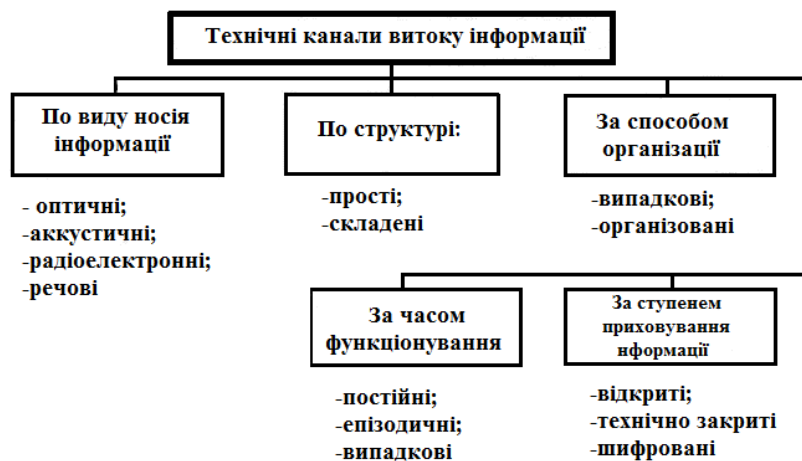 Технічні канали витоку інформації
По виду носія
інформації
- оптичні;
-аккустичні;
-радіоелектронні;
-речові
По структурі:
-прості;
-складені
За способом
організації
-випадкові;
-організовані
За часом
функціонування
-постійні;
-епізодичні;
-випадкові
За ступенем
приховування
нформації
-відкриті;
-технічно закриті
-шифровані